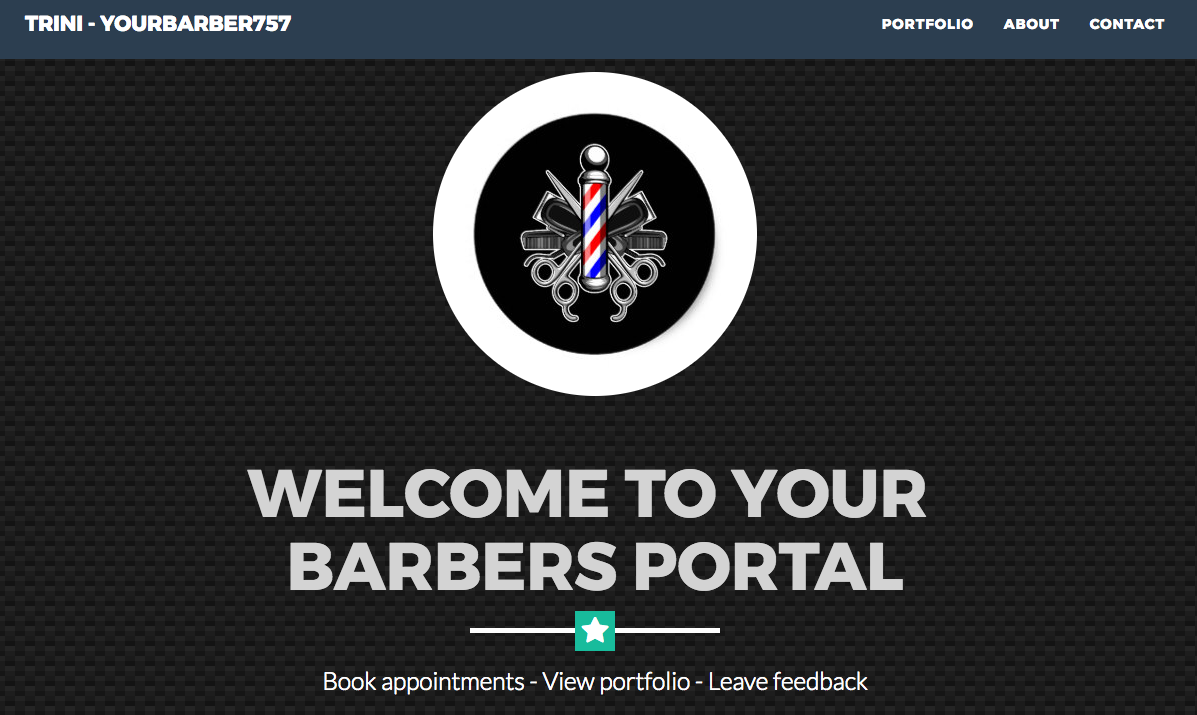 TRINI - YOURBARBER757
PORTFOLIO ABOUT CONTACT
WELCOME TO YOUR
BARBERS PORTAL
Book appointments - View portfolio - Leave feedback